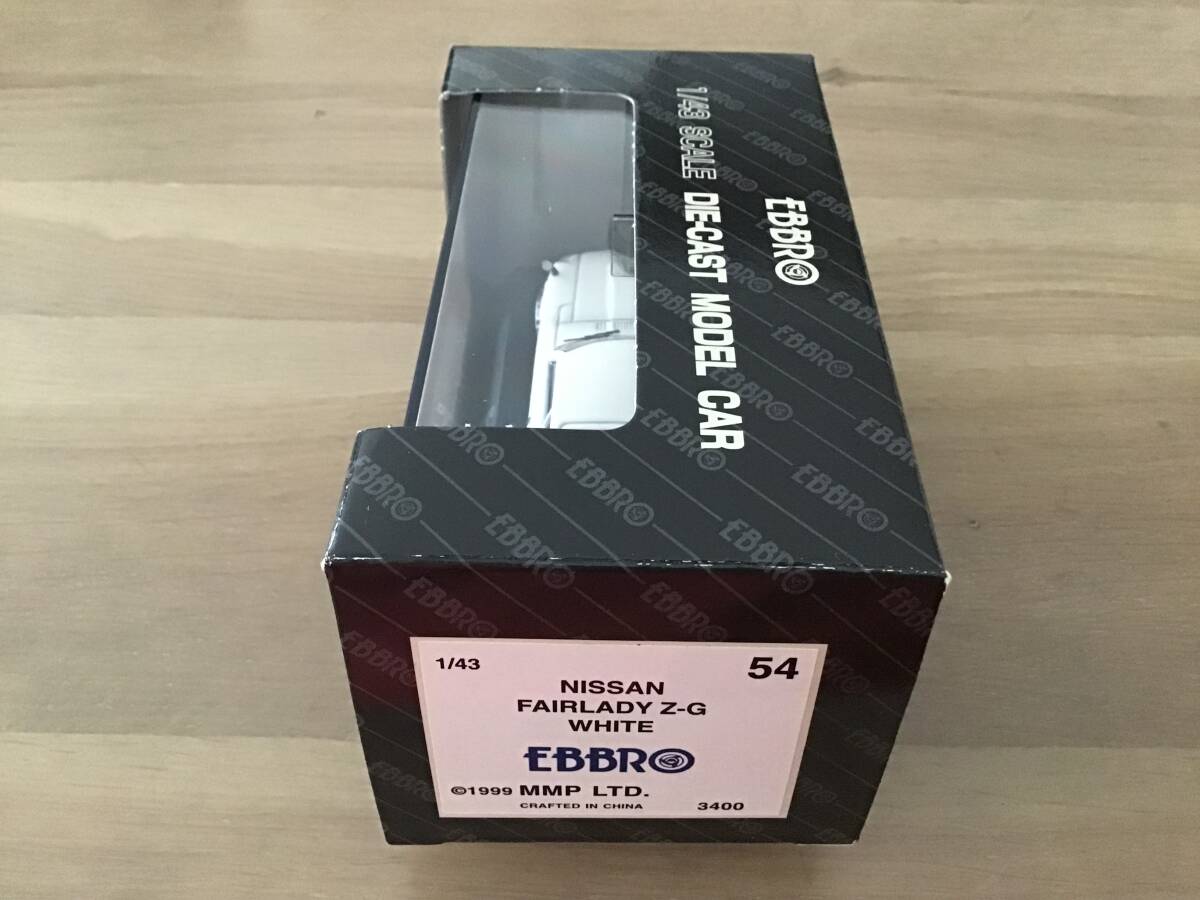 EBBRO
1/43 SCALE DIE-CAST MODEL CAR
1/43
54
NISSAN
FAIRLADY Z-G
WHITE
EBBRO
©1999 MMP LTD.
CRAFTED IN CHINA
3400